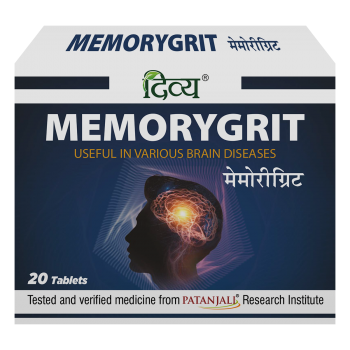 MEMORYGRIT मेमोरीग्रिट
दिव्य®
MEMORYGRIT
USEFUL IN VARIOUS BRAIN DISEASES
मेमोरीग्रिट
20 Tablets
Tested and verified medicine from PATANJALI® Research Institute